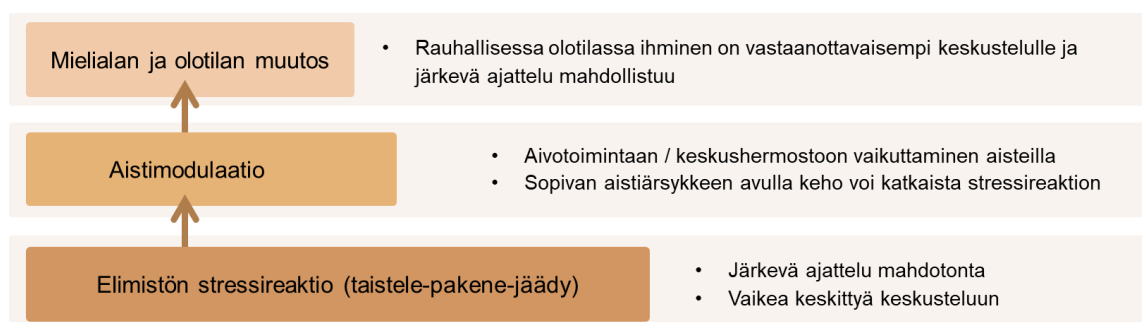 Mielialan ja olotilan muutos
• Rauhallisessa olotilassa ihminen on vastaanottavaisempi keskustelulle ja
järkevä ajattelu mahdollistuu
Aistimodulaatio
• Aivotoimintaan / keskushermostoon vaikuttaminen aisteilla
• Sopivan aistiärsykkeen avulla keho voi katkaista stressireaktion
Elimistön stressireaktio (taistele-pakene-jäädy)
• Järkevä ajattelu mahdotonta
• Vaikea keskittyä keskusteluun